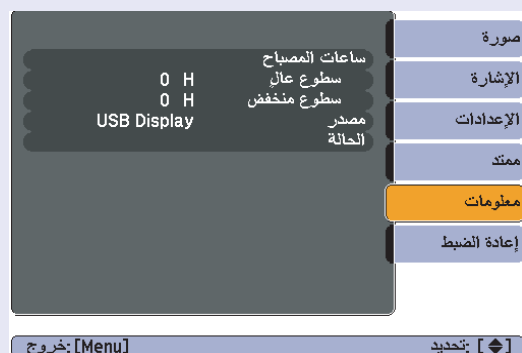 صورة
الإشارة
الإعدادات
ممتد
معلومات
إعادة الضبط
ساعات المصباح
سطوع عالٍ 0 H
سطوع منخفض 0 H
مصدر USB Display
الحالة
[◆]: تحديد
[Menu]: خروج